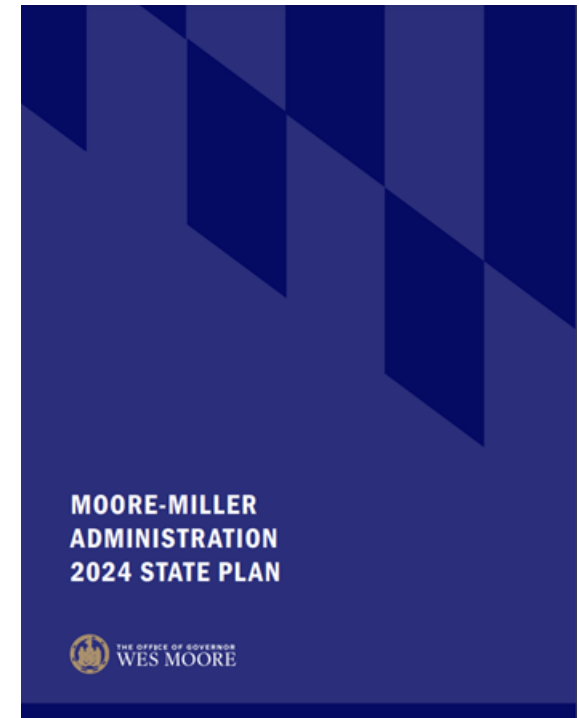 MOORE-MILLER
ADMINISTRATION
2024 STATE PLAN
THE OFFICE OF GOVERNOR
WES MOORE